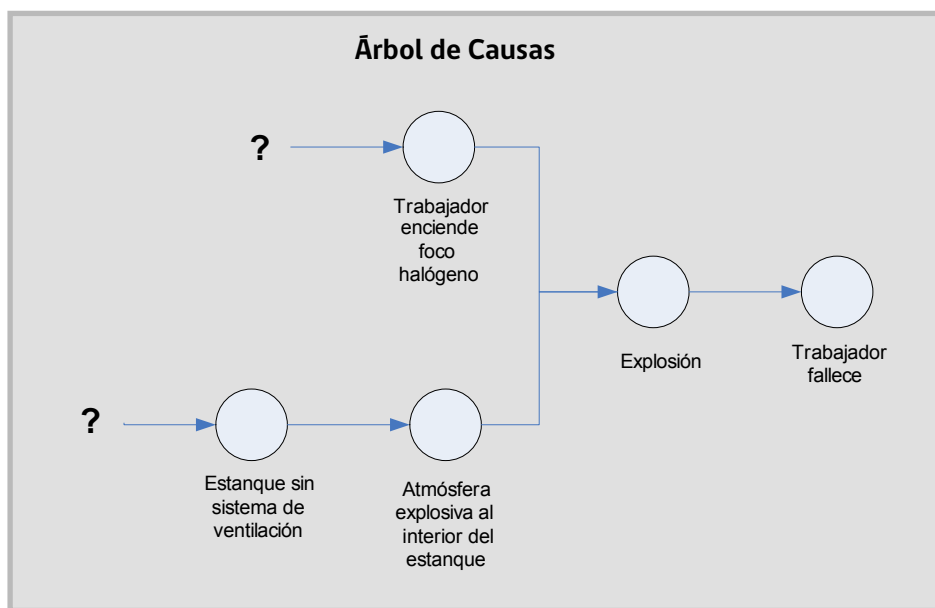 Árbol de Causas
?
Trabajador
enciende
foco
halógeno
Explosión
Trabajador
fallece
?
Estanque sin
sistema de
ventilación
Atmósfera
explosiva al
interior del
estanque